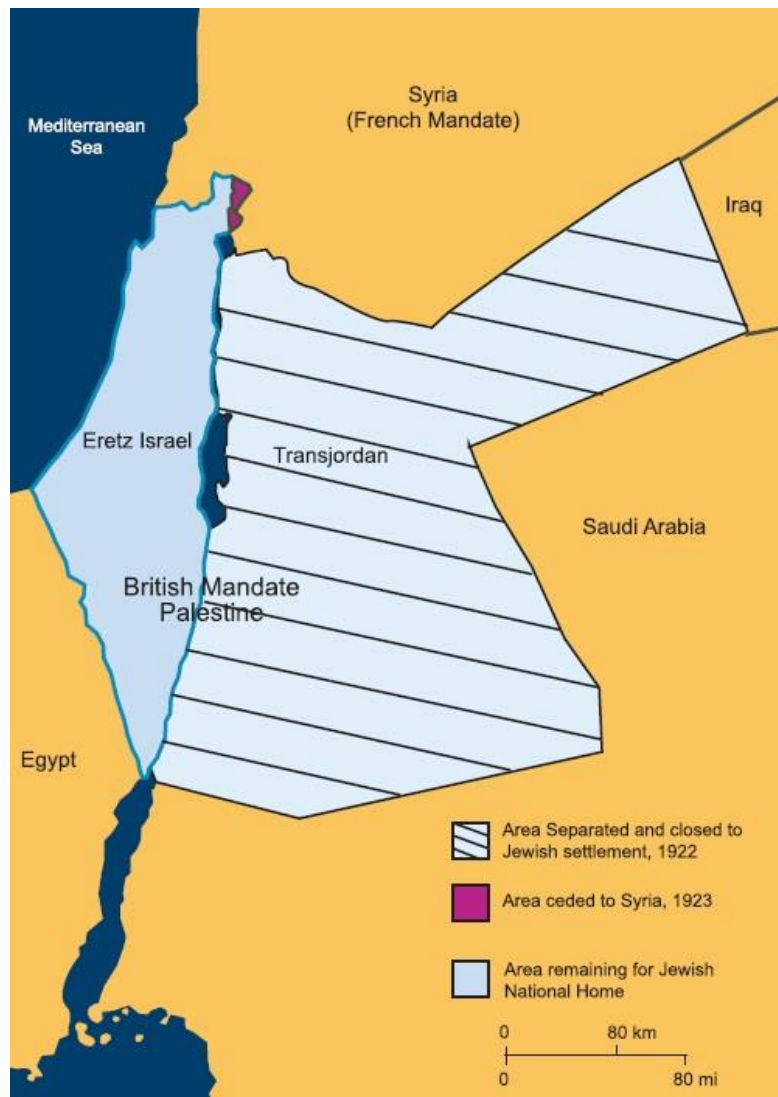 Syria
(French Mandate)
Mediterranean
Sea
Iraq
Eretz Israel
Transjordan
Saudi Arabia
British Mandate
Palestine
Egypt
Area Separated and closed to
Jewish settlement, 1922
Area ceded to Syria, 1923
Area remaining for Jewish
National Home
0 80 km
0 80 mi